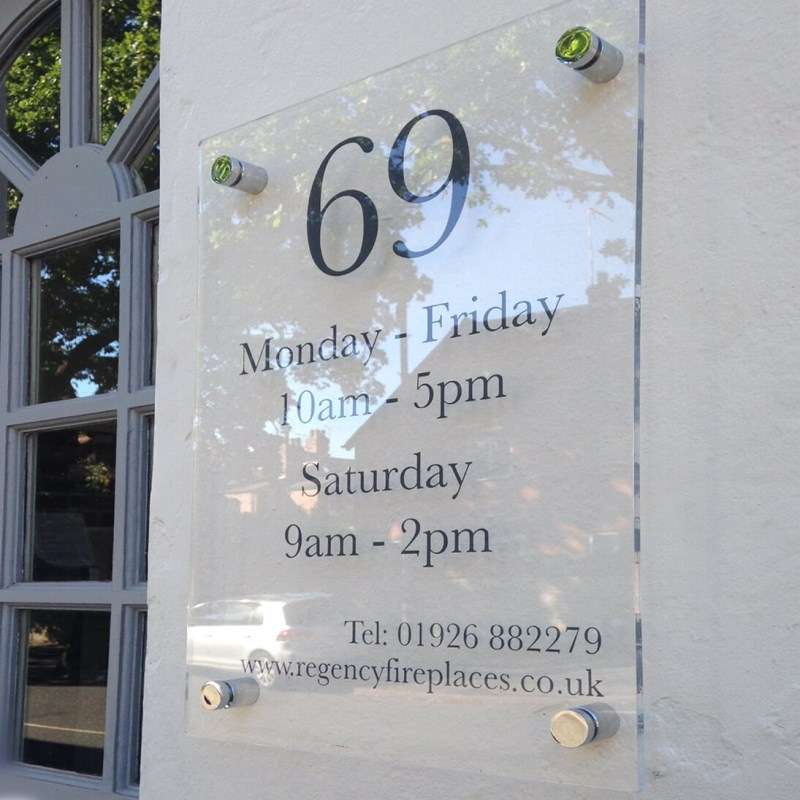 69
Monday - Friday
10am - 5pm
Saturday
9am - 2pm
Tel: 01926 882279
www.regencyfireplaces.co.uk